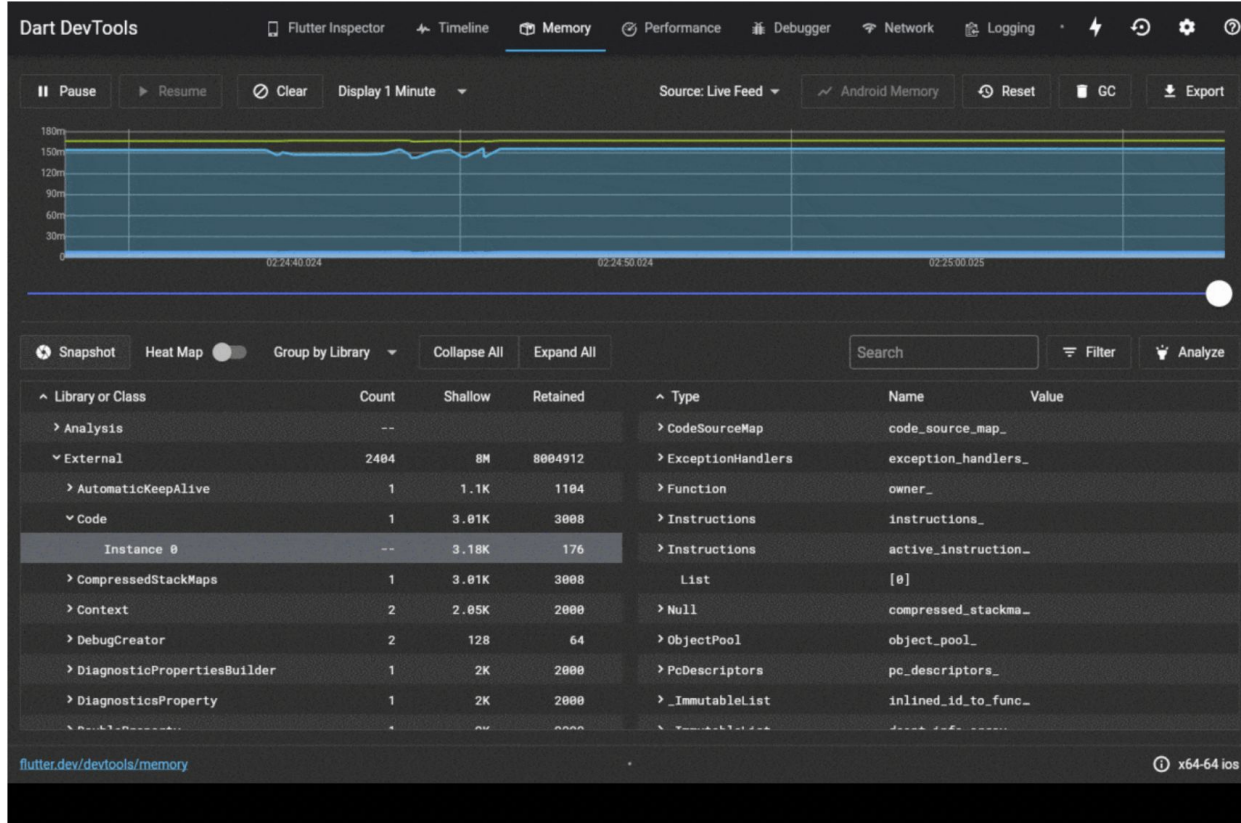 Dart DevTools Flutter Inspector Timeline Memory Performance Debugger Network Logging
Pause Resume Clear Display 1 Minute Source: Live Feed Android Memory Reset GC Export
180m
150m
120m
90m
60m
30m
0
02:24:40.024 02:24:50.024 02:25:00.025
Snapshot Heat Map Group by Library Collapse All Expand All Search Filter Analyze
Library or Class Count Shallow Retained Type Name Value
Analysis -- CodeSourceMap code_source_map_
External 2404 8M 8004912 ExceptionHandlers exception_handlers_
AutomaticKeepAlive 1 1.1K 1104 Function owner_
Code 1 3.01K 3008 Instructions instructions_
Instance 0 -- 3.18K 176 Instructions active_instruction…
CompressedStackMaps 1 3.01K 3008 List [0]
Context 2 2.05K 2000 Null compressed_stackma…
DebugCreator 2 128 64 ObjectPool object_pool_
DiagnosticPropertiesBuilder 1 2K 2000 PcDescriptors pc_descriptors_
DiagnosticsProperty 1 2K 2000 _ImmutableList inlined_id_to_func…
flutter.dev/devtools/memory x64-64 ios